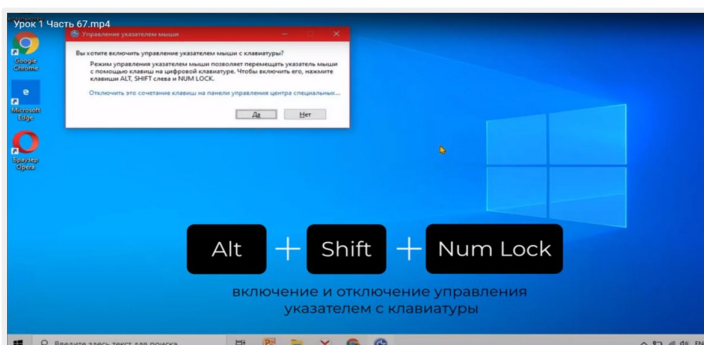 Урок 1 Часть 67.mp4
Управление указателем мыши
Вы хотите включить управление указателем мыши с клавиатуры?
Режим управления указателем мыши позволяет перемещать указатель мыши
с помощью клавиш на цифровой клавиатуре. Чтобы включить его, нажмите
клавиши ALT, SHIFT слева и NUM LOCK.
Отключить это сочетание клавиш на панели управления центра специальных...
Да
Нет
Google
Chrome
Microsoft
Edge
Браузер
Opera
Alt + Shift + Num Lock
включение и отключение управления
указателем с клавиатуры
Введите здесь текст для поиска